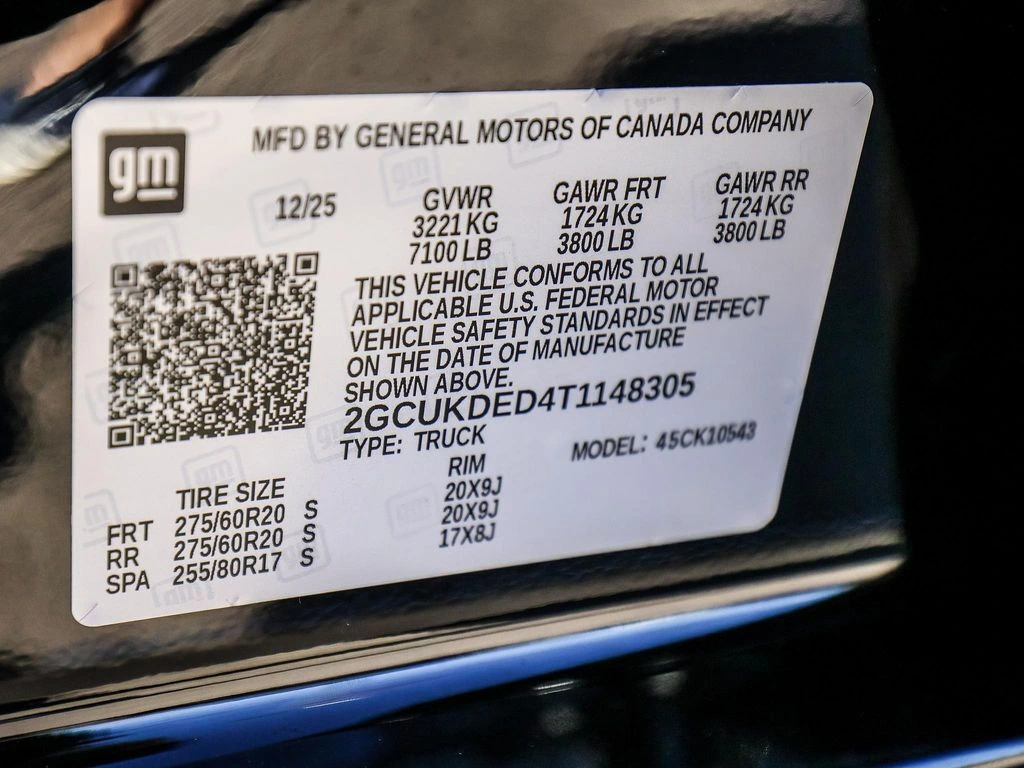 gm
MFD BY GENERAL MOTORS OF CANADA COMPANY
12/25 GVWR GAWR FRT GAWR RR
3221 KG 1724 KG 1724 KG
7100 LB 3800 LB 3800 LB
THIS VEHICLE CONFORMS TO ALL
APPLICABLE U.S. FEDERAL MOTOR
VEHICLE SAFETY STANDARDS IN EFFECT
ON THE DATE OF MANUFACTURE
SHOWN ABOVE.
2GCUKDED4T1148305
TYPE: TRUCK MODEL: 45CK10543
TIRE SIZE RIM
FRT 275/60R20 S 20X9J
RR 275/60R20 S 20X9J
SPA 255/80R17 S 17X8J